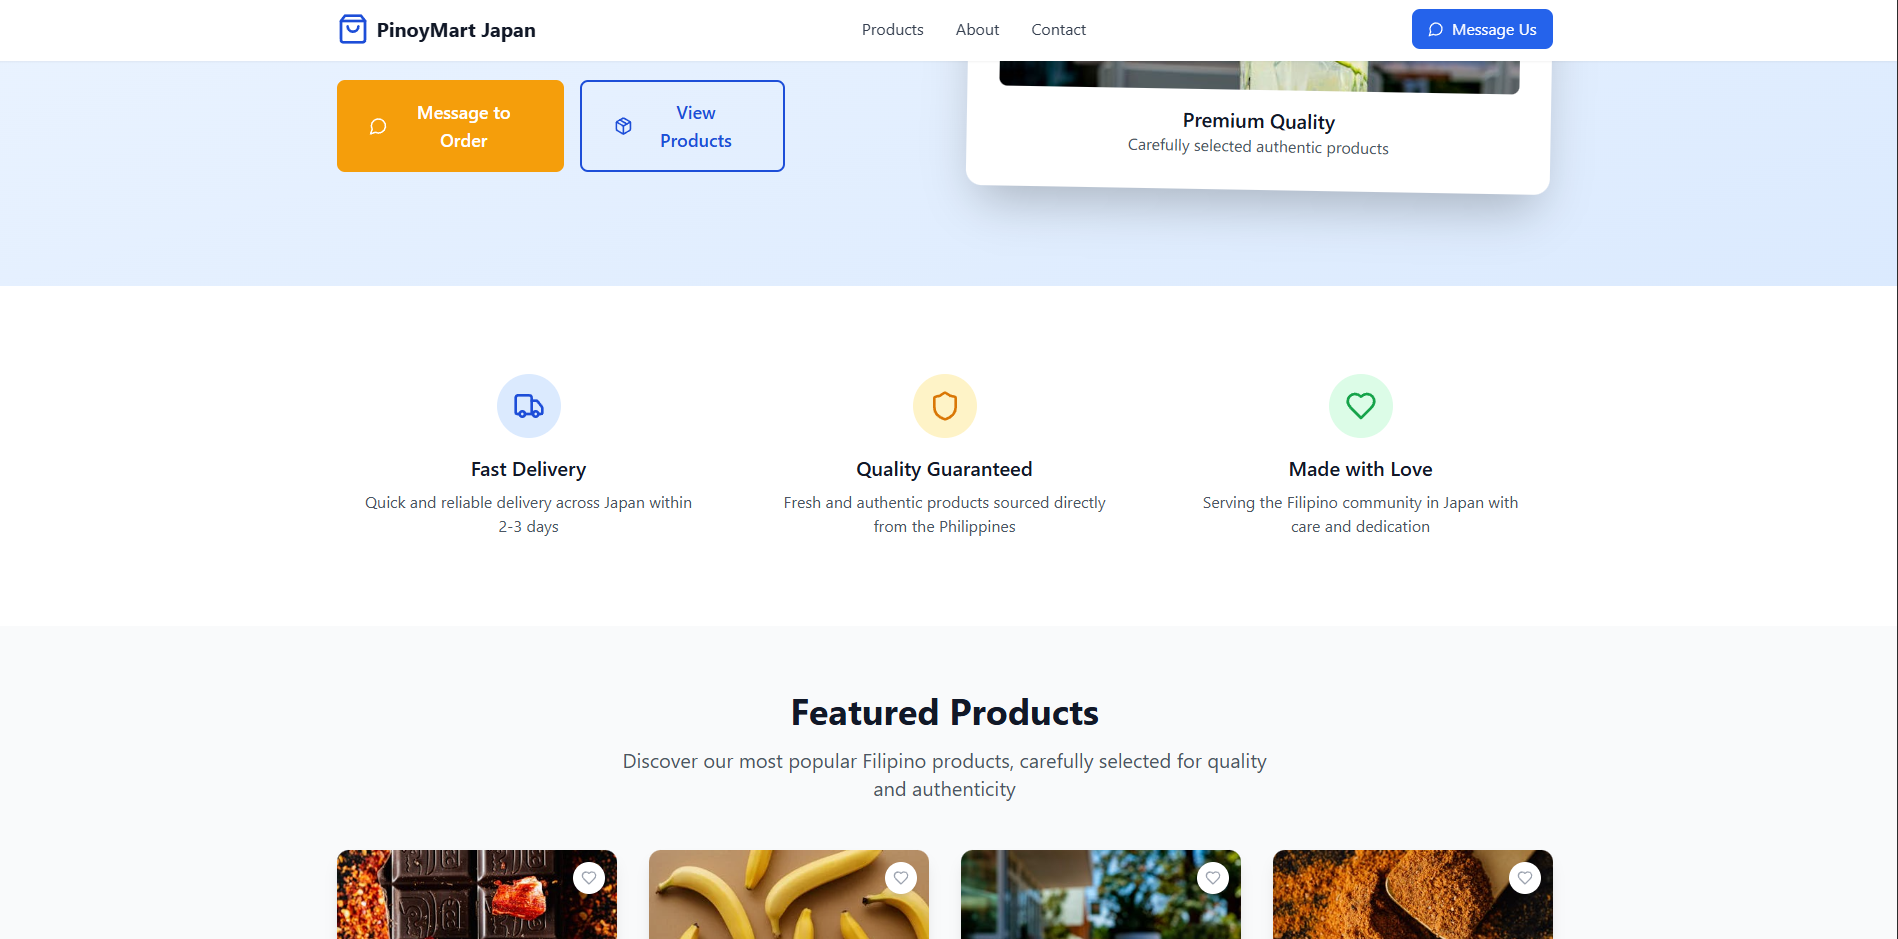 PinoyMart Japan
Products
About
Contact
Message Us
Message to
Order
View
Products
Premium Quality
Carefully selected authentic products
Fast Delivery
Quick and reliable delivery across Japan within
2-3 days
Quality Guaranteed
Fresh and authentic products sourced directly
from the Philippines
Made with Love
Serving the Filipino community in Japan with
care and dedication
Featured Products
Discover our most popular Filipino products, carefully selected for quality
and authenticity